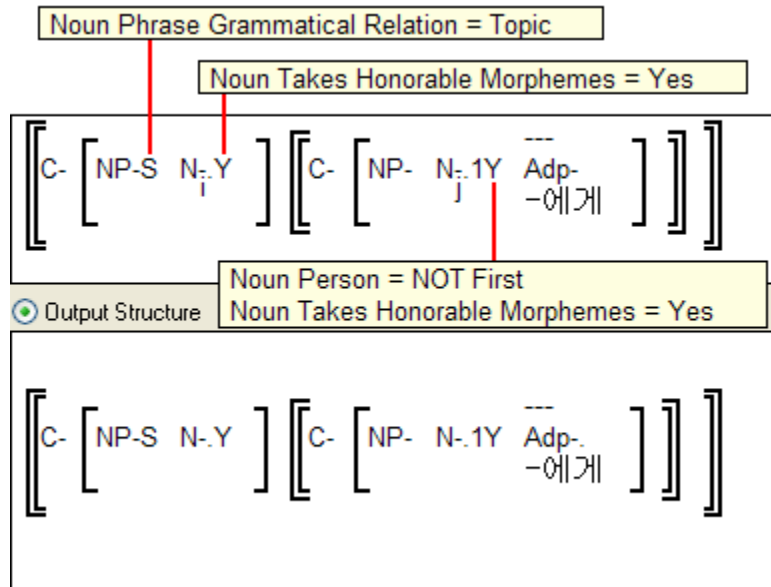 Noun Phrase Grammatical Relation = Topic
Noun Takes Honorable Morphemes = Yes
---
C- NP-S N-.Y C- NP- N-.1Y Adp-
i j -에게
Noun Person = NOT First
Noun Takes Honorable Morphemes = Yes
Output Structure
---
C- NP-S N-.Y C- NP- N-.1Y Adp-.
-에게